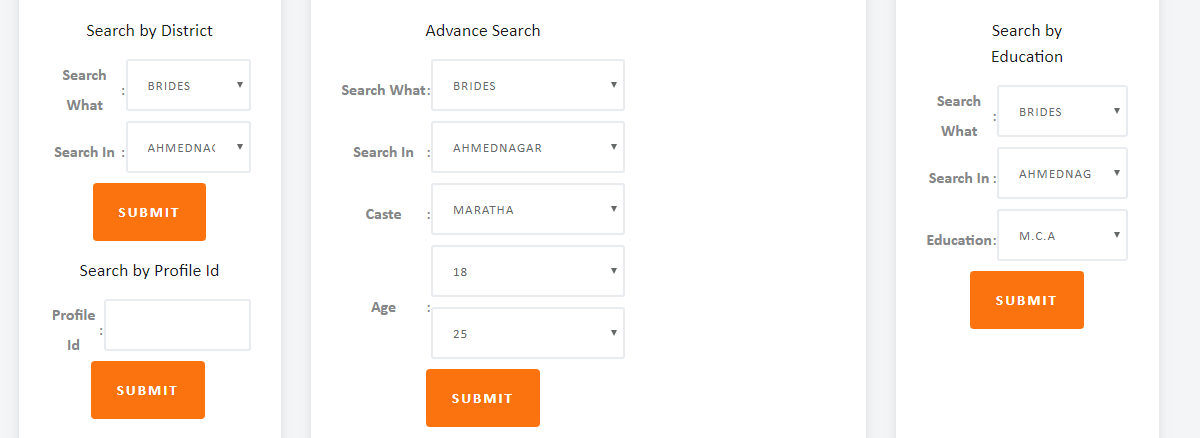 Search by District
Search What : BRIDES
Search In : AHMEDNAG
SUBMIT
Search by Profile Id
Profile Id :
SUBMIT
Advance Search
Search What: BRIDES
Search In : AHMEDNAGAR
Caste : MARATHA
Age : 18
25
SUBMIT
Search by
Education
Search What : BRIDES
Search In : AHMEDNAG
Education: M.C.A
SUBMIT